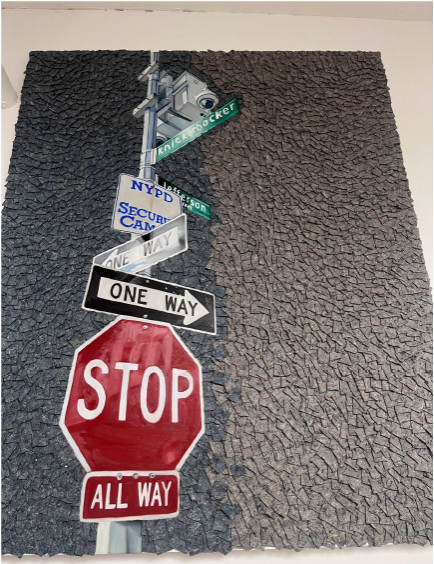 Knickerbocker
Jefferson
NYPD
SECURI
CAM
ONE WAY
ONE WAY
STOP
ALL WAY